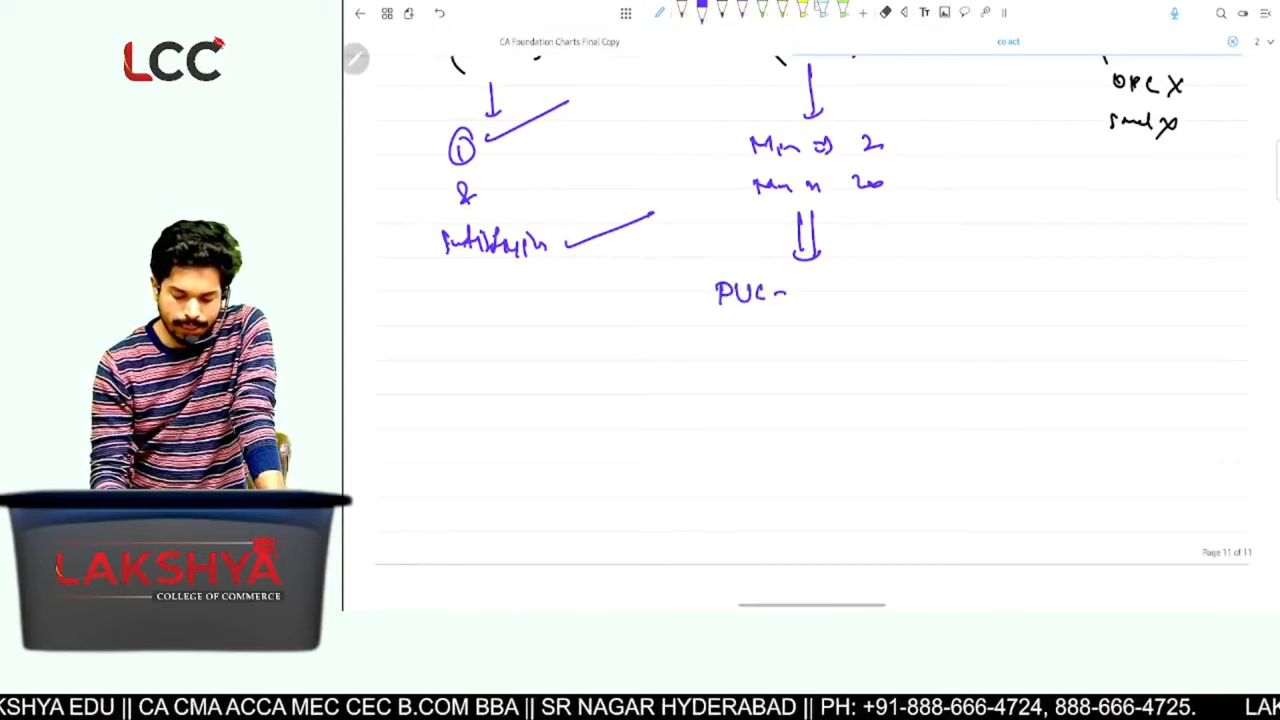 LCC
CA Foundation Charts Final Copy
co act
2
OPC X
①
&
Min ⇒ 2
200
PUC -
Page 11 of 11
LAKSHYA
COLLEGE OF COMMERCE
KSHYA EDU || CA CMA ACCA MEC CEC B.COM BBA || SR NAGAR HYDERABAD || PH: +91-888-666-4724, 888-666-4725. LAK